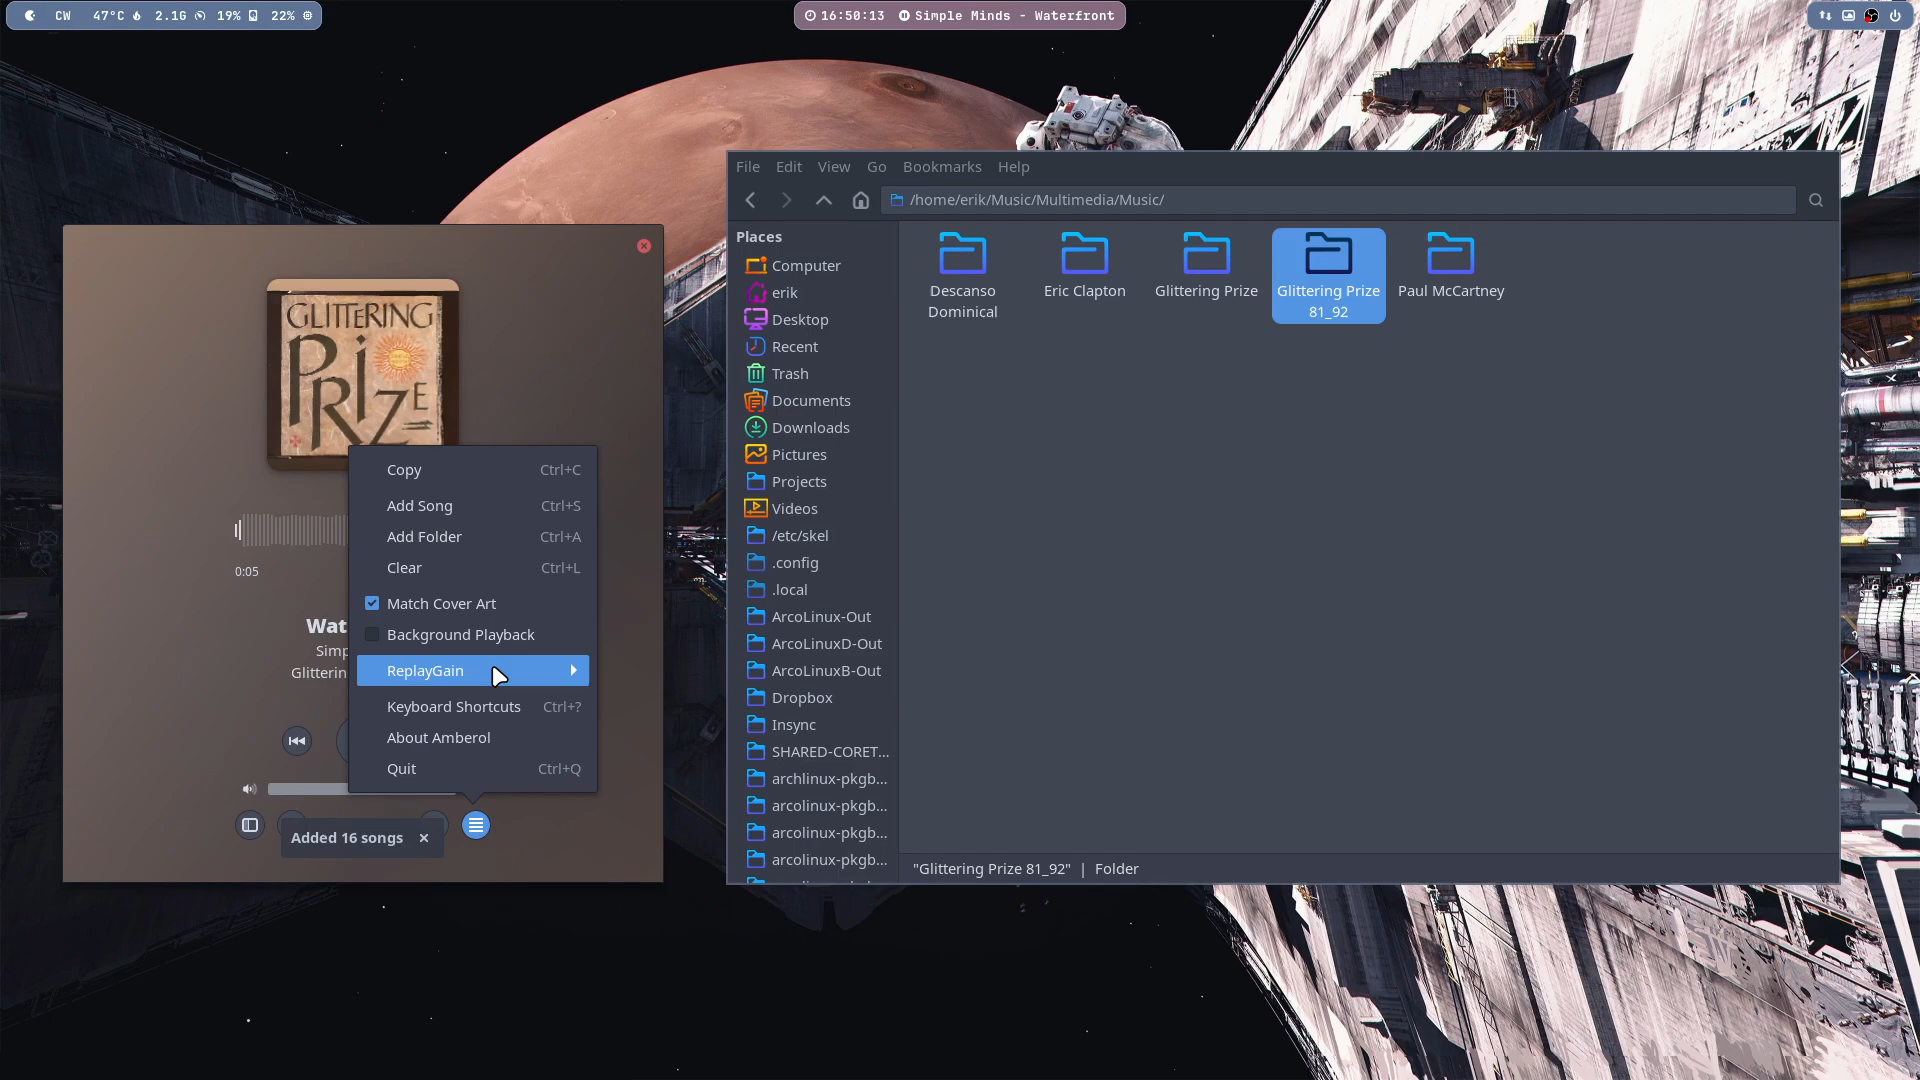 CW 47°C 2.1G 19% 22%
16:50:13 Simple Minds - Waterfront
File Edit View Go Bookmarks Help
/home/erik/Music/Multimedia/Music/
Places
Computer
erik
Desktop
Recent
Trash
Documents
Downloads
Pictures
Projects
Videos
/etc/skel
.config
.local
ArcoLinux-Out
ArcoLinuxD-Out
ArcoLinuxB-Out
Dropbox
Insync
SHARED-CORET...
archlinux-pkgb...
arcolinux-pkgb...
arcolinux-pkgb...
arcolinux-pkgb...
Descanso
Dominical
Eric Clapton
Glittering Prize
Glittering Prize
81_92
Paul McCartney
"Glittering Prize 81_92" | Folder
GLITTERING
PRIZE
0:05
Wat
Simp
Glitterin
Copy Ctrl+C
Add Song Ctrl+S
Add Folder Ctrl+A
Clear Ctrl+L
Match Cover Art
Background Playback
ReplayGain
Keyboard Shortcuts Ctrl+?
About Amberol
Quit Ctrl+Q
Added 16 songs